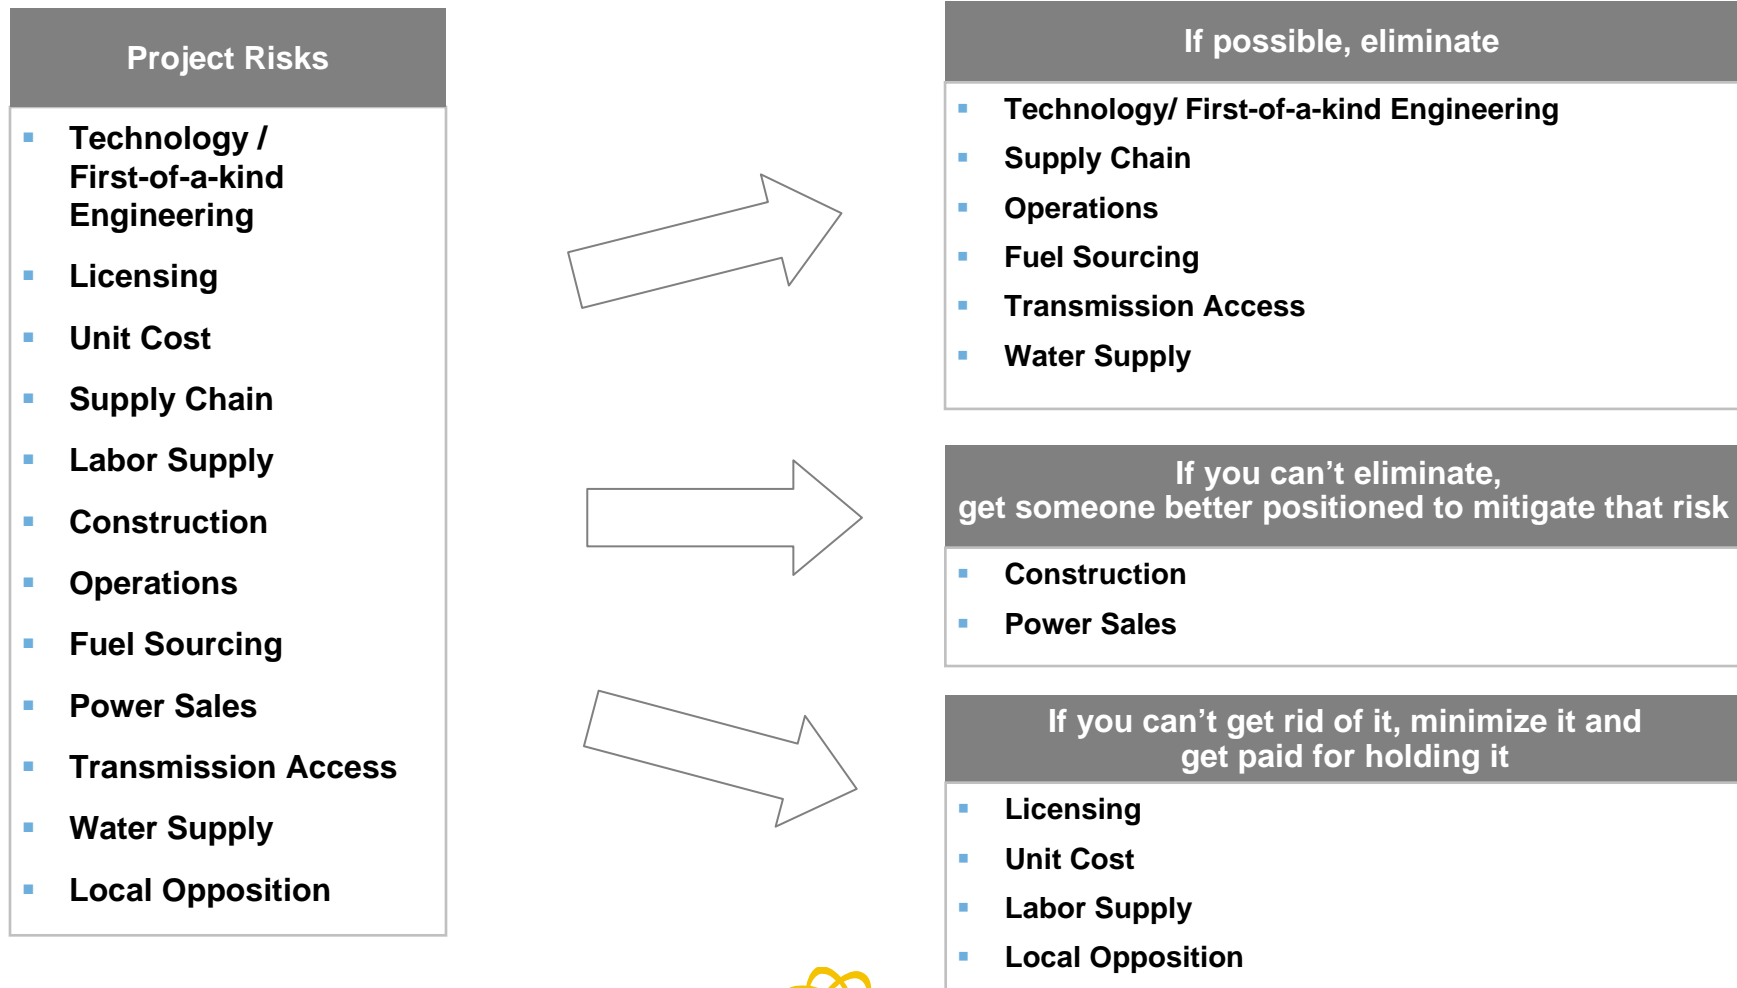 Project Risks
Technology /
First-of-a-kind
Engineering
Licensing
Unit Cost
Supply Chain
Labor Supply
Construction
Operations
Fuel Sourcing
Power Sales
Transmission Access
Water Supply
Local Opposition
If possible, eliminate
Technology/ First-of-a-kind Engineering
Supply Chain
Operations
Fuel Sourcing
Transmission Access
Water Supply
If you can’t eliminate,
get someone better positioned to mitigate that risk
Construction
Power Sales
If you can’t get rid of it, minimize it and
get paid for holding it
Licensing
Unit Cost
Labor Supply
Local Opposition